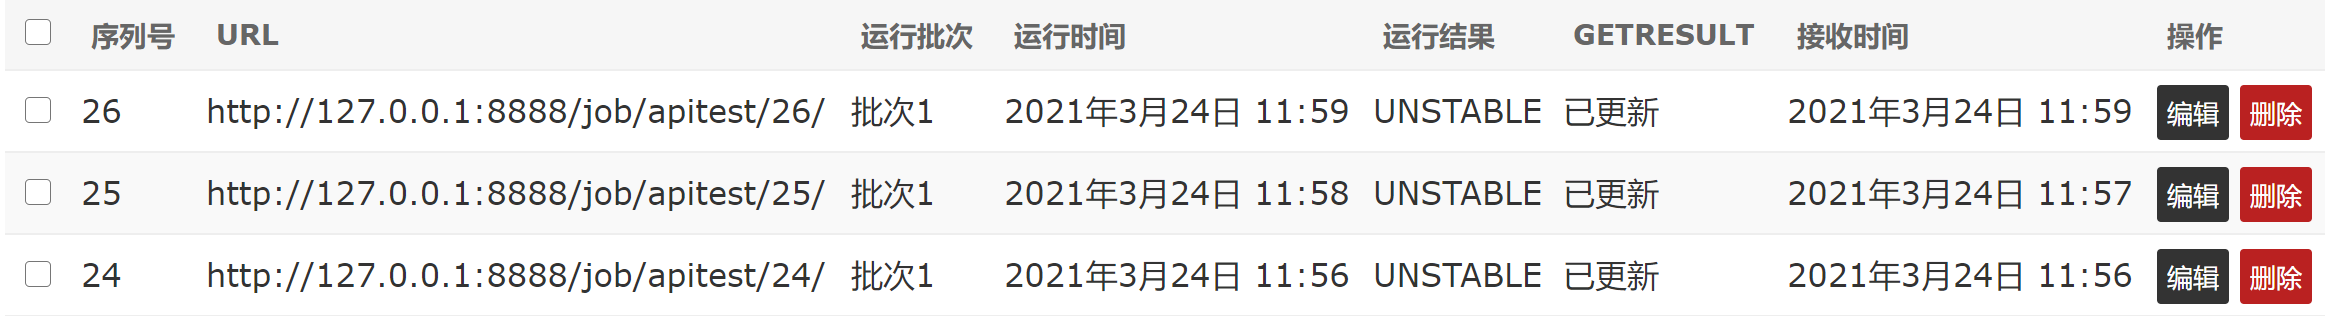 序列号 URL 运行批次 运行时间 运行结果 GETRESULT 接收时间 操作
26 http://127.0.0.1:8888/job/apitest/26/ 批次1 2021年3月24日 11:59 UNSTABLE 已更新 2021年3月24日 11:59 编辑 删除
25 http://127.0.0.1:8888/job/apitest/25/ 批次1 2021年3月24日 11:58 UNSTABLE 已更新 2021年3月24日 11:57 编辑 删除
24 http://127.0.0.1:8888/job/apitest/24/ 批次1 2021年3月24日 11:56 UNSTABLE 已更新 2021年3月24日 11:56 编辑 删除